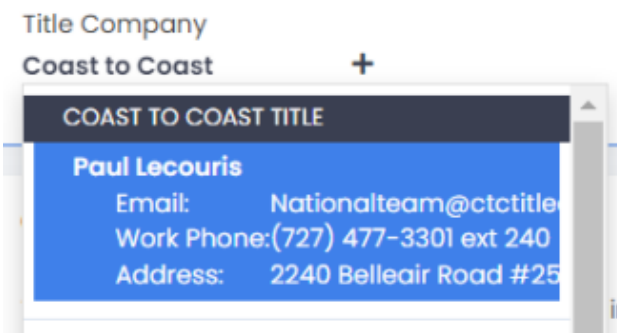 Title Company
Coast to Coast +
COAST TO COAST TITLE
Paul Lecouris
Email: Nationalteam@ctctitle
Work Phone:(727) 477-3301 ext 240
Address: 2240 Belleair Road #25